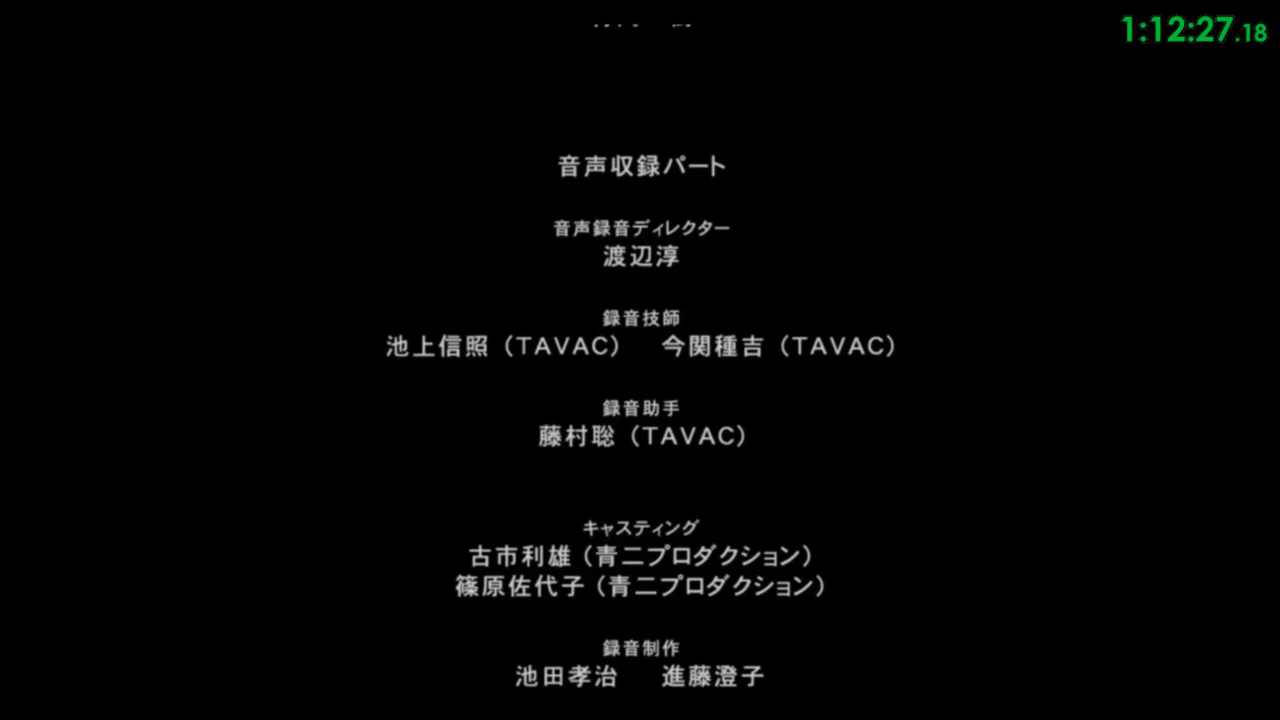 1:12:27.18
音声収録パート
音声録音ディレクター
渡辺淳
録音技師
池上信照（TAVAC）　今関種吉（TAVAC）
録音助手
藤村聡（TAVAC）
キャスティング
古市利雄（青二プロダクション）
篠原佐代子（青二プロダクション）
録音制作
池田孝治　進藤澄子